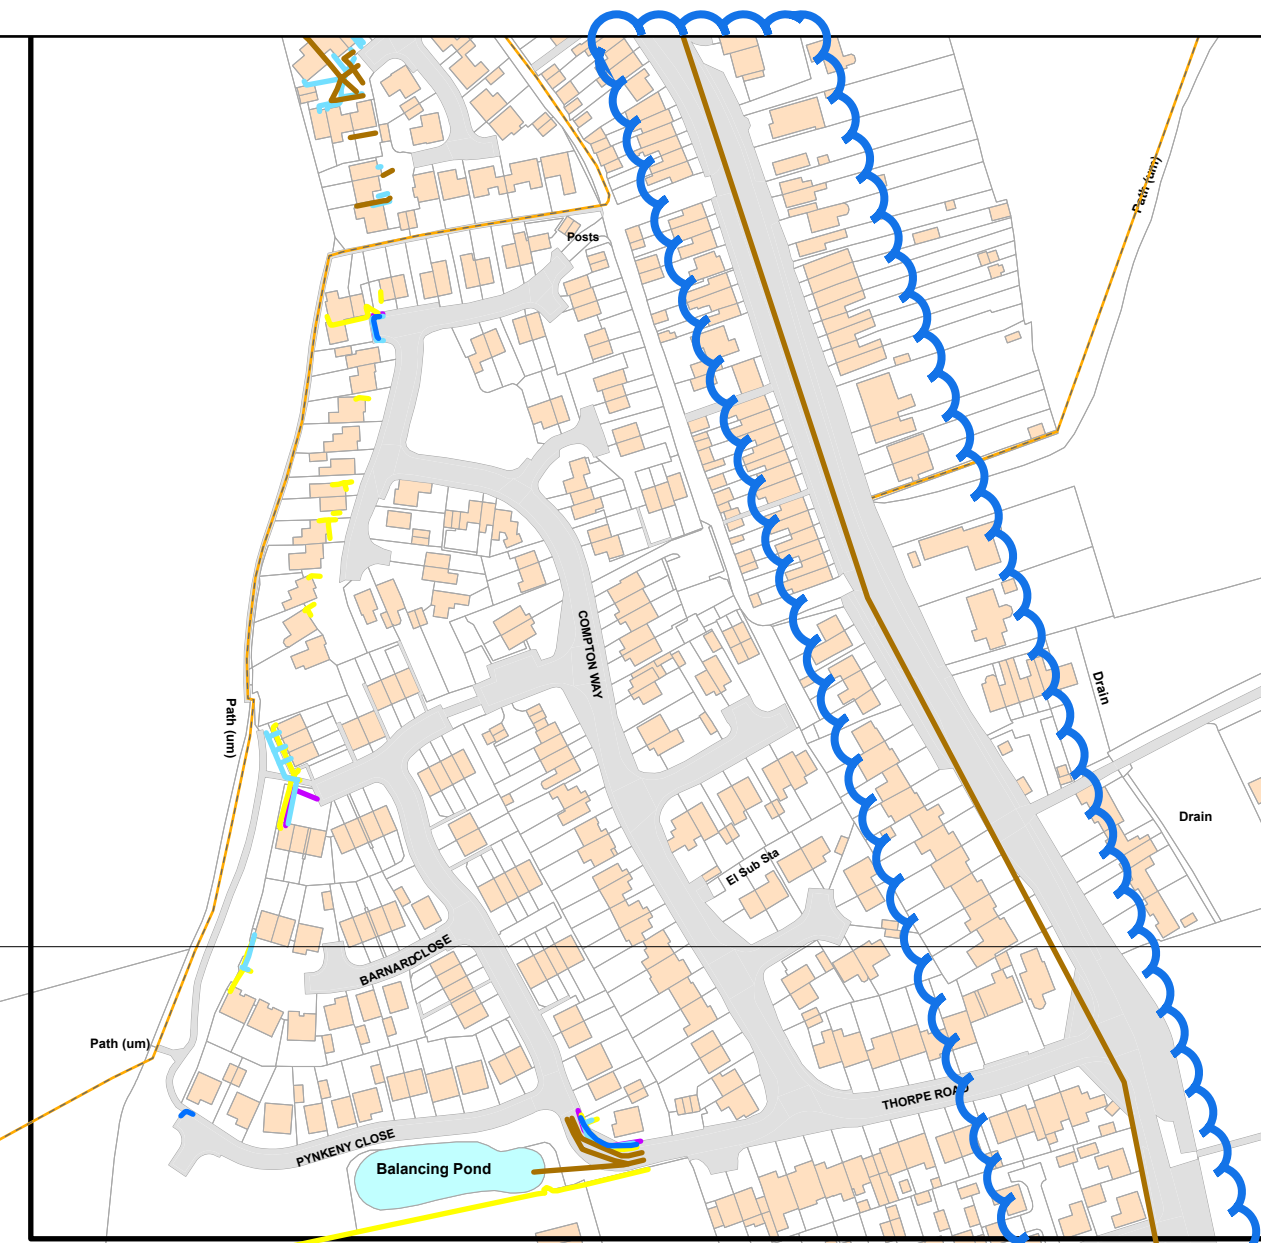 Path (um)
Posts
COMPTON WAY
Drain
Path (um)
Drain
El Sub Sta
BARNARD CLOSE
Path (um)
THORPE ROAD
PYNKENY CLOSE
Balancing Pond